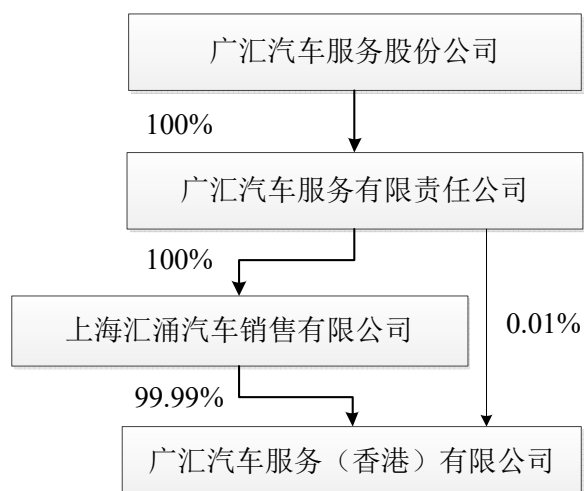 广汇汽车服务股份公司
100%
广汇汽车服务有限责任公司
100%
上海汇涌汽车销售有限公司
0.01%
99.99%
广汇汽车服务（香港）有限公司